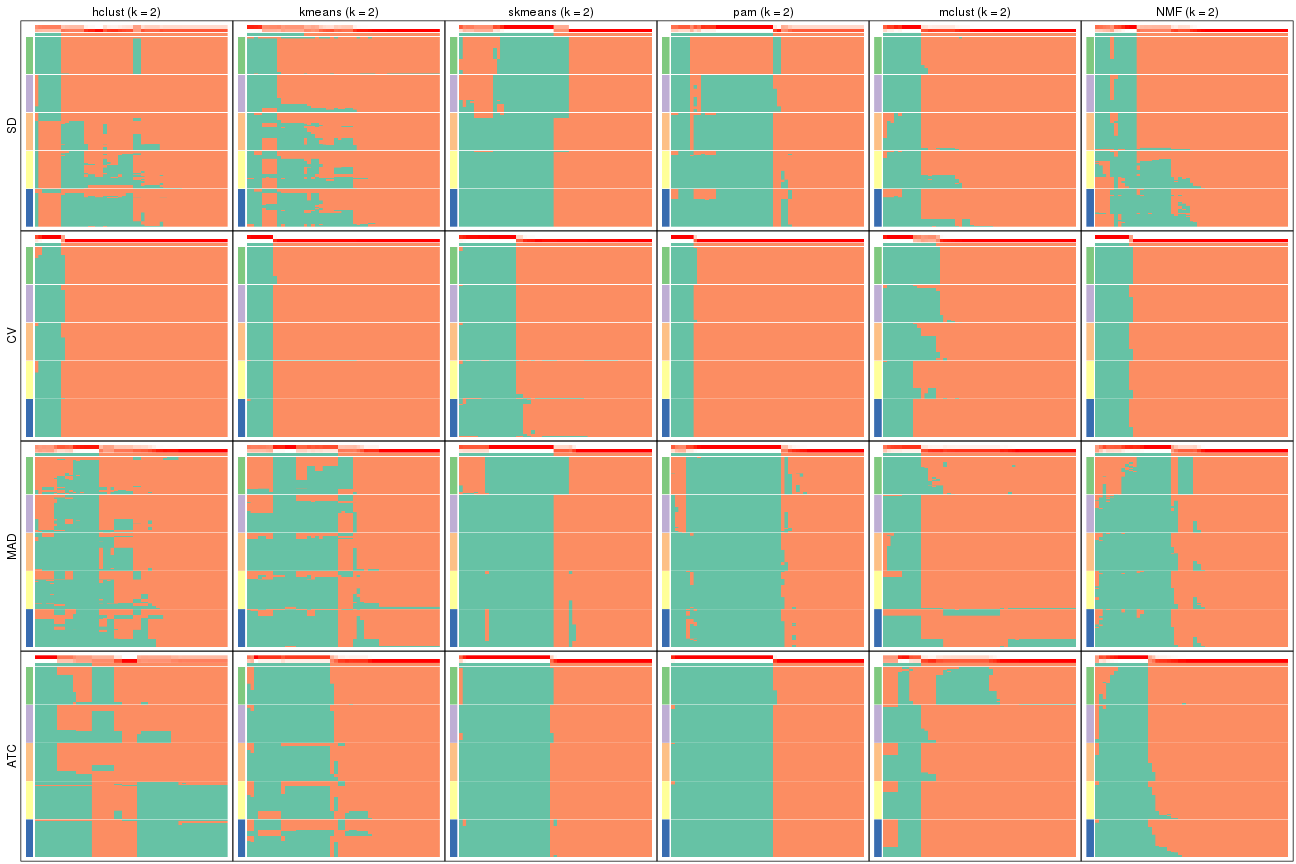 hclust (k = 2) kmeans (k = 2) skmeans (k = 2) pam (k = 2) mclust (k = 2) NMF (k = 2)
SD
CV
MAD
ATC